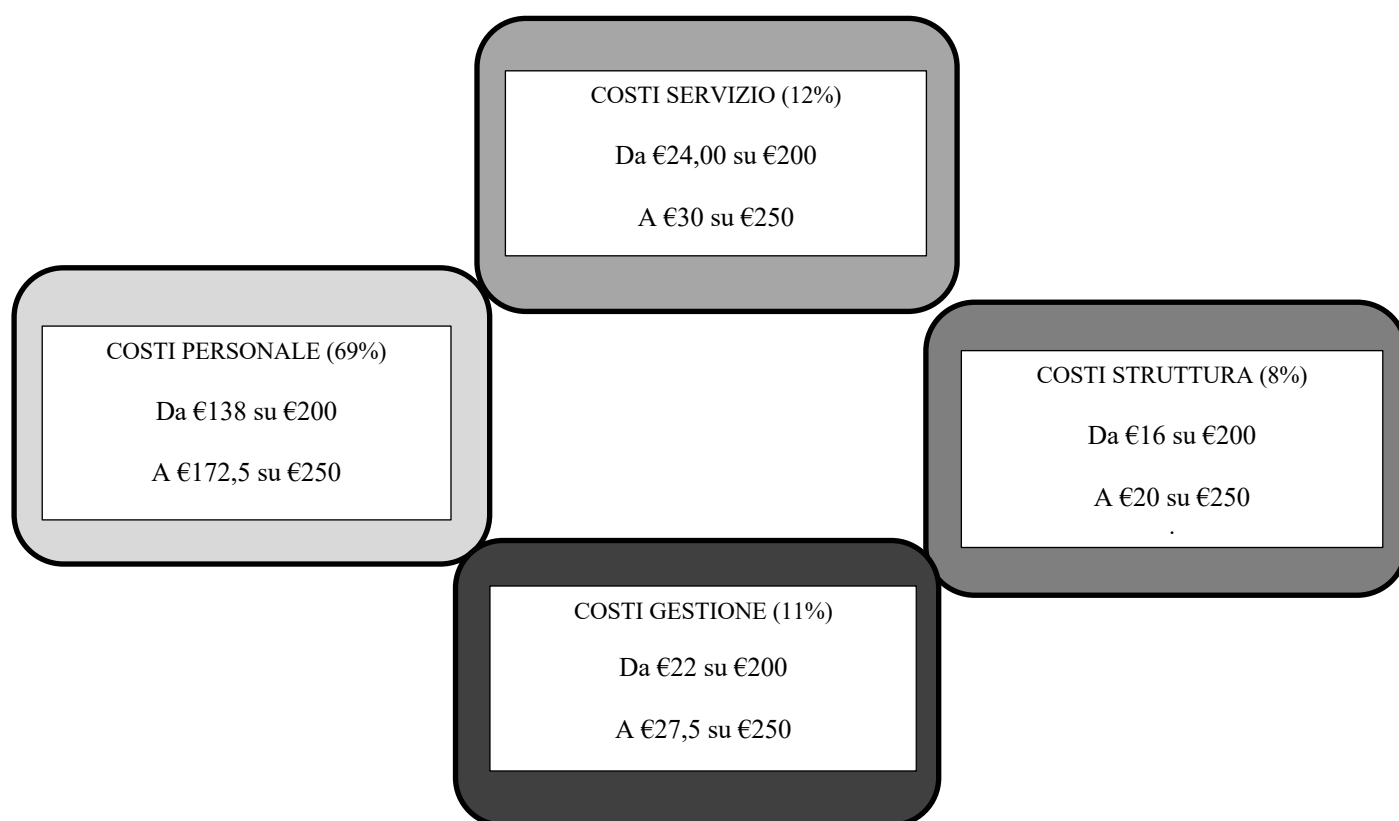 COSTI SERVIZIO (12%)
Da €24,00 su €200
A €30 su €250
COSTI PERSONALE (69%)
Da €138 su €200
A €172,5 su €250
COSTI STRUTTURA (8%)
Da €16 su €200
A €20 su €250
.
COSTI GESTIONE (11%)
Da €22 su €200
A €27,5 su €250